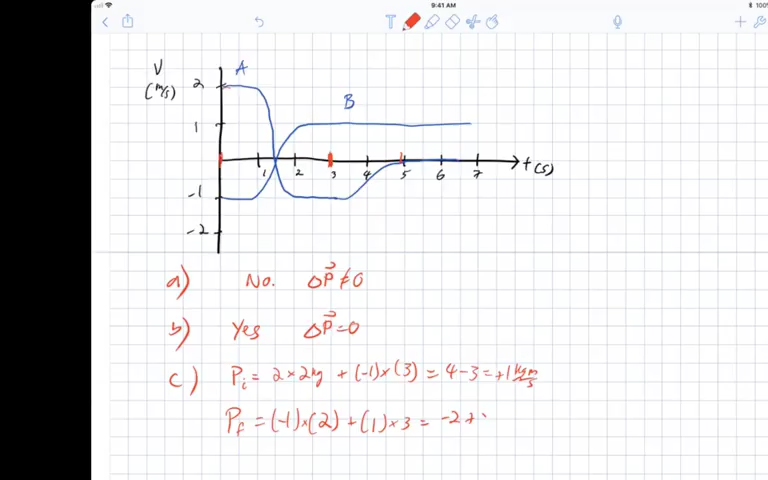 9:41 AM
100%
V
(m/s)
A
B
2
1
-1
-2
1 2 3 4 5 6 7
t(s)
a) No. ΔP⃗ ≠ 0
b) Yes ΔP⃗ = 0
c) Pi = 2 × 2kg + (-1) × (3) = 4 - 3 = +1 kg m/s
Pf = (-1) × (2) + (1) × 3 = -2 +